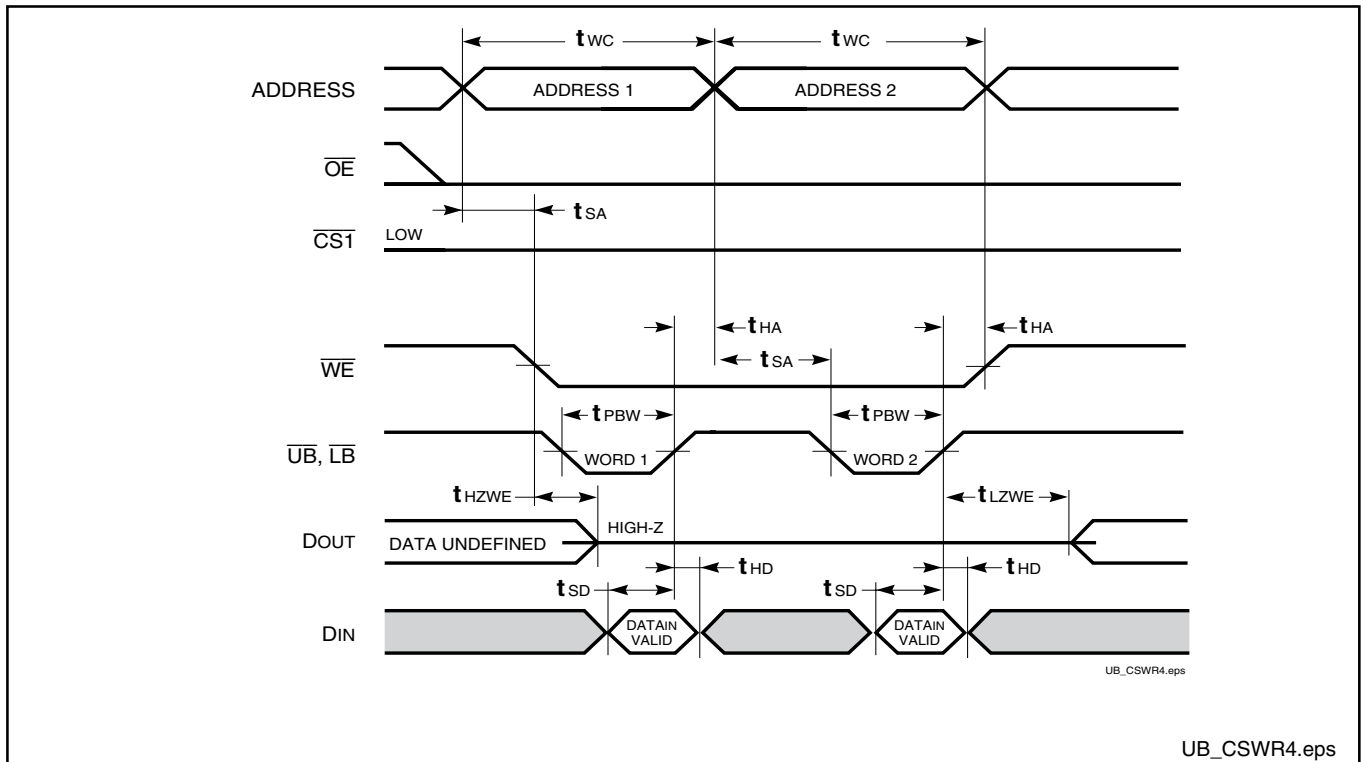 tWC tWC
ADDRESS ADDRESS 1 ADDRESS 2
OE
tSA
CS1 LOW
tHA tHA
WE tSA
tPBW tPBW
UB, LB WORD 1 WORD 2
tHZWE tLZWE
HIGH-Z
DOUT DATA UNDEFINED
tHD tHD
tSD tSD
DIN DATAIN VALID DATAIN VALID
UB_CSWR4.eps
UB_CSWR4.eps